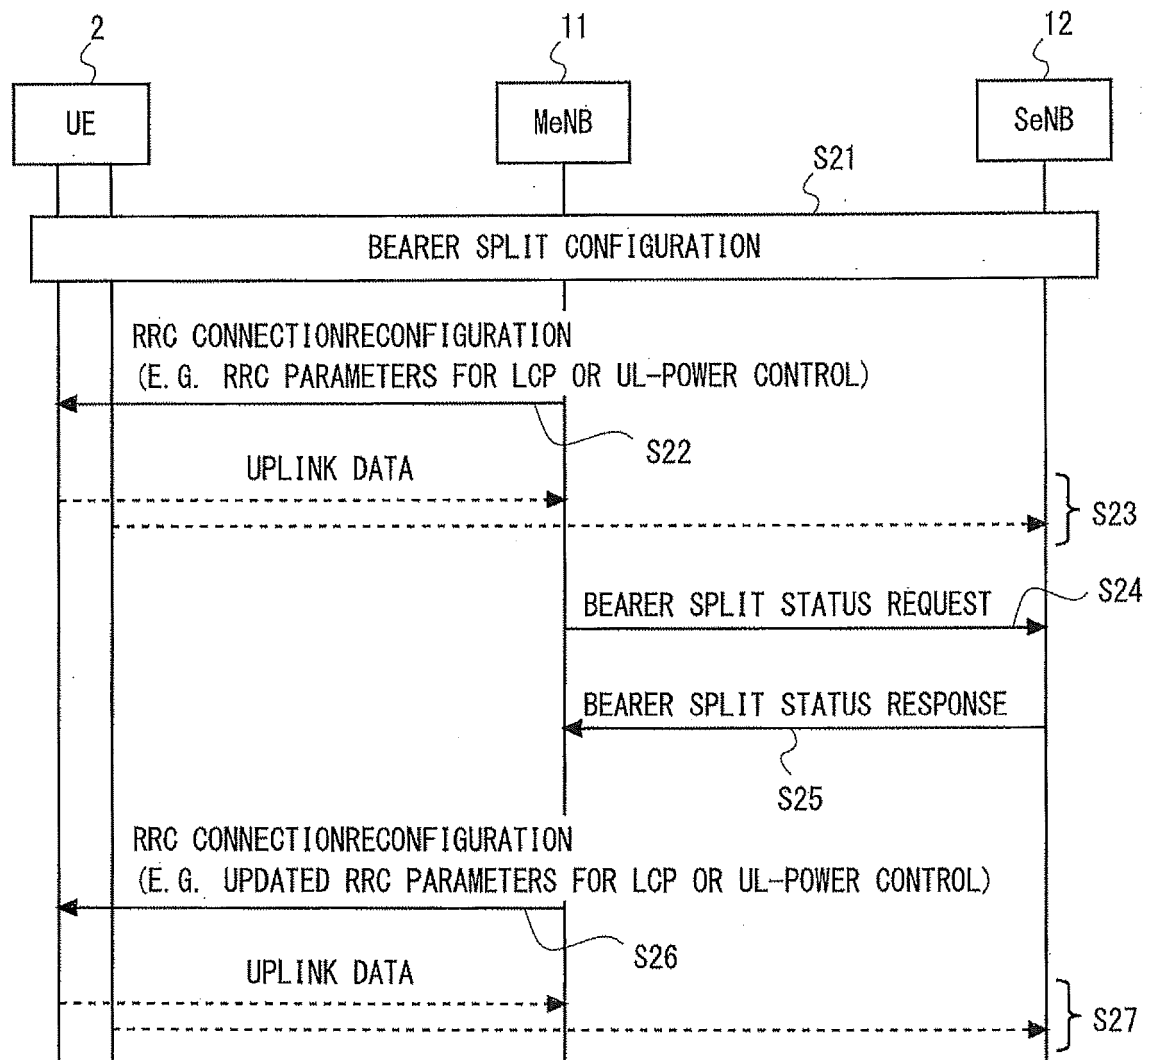 2
11
12
UE
MeNB
SeNB
S21
BEARER SPLIT CONFIGURATION
RRC CONNECTIONRECONFIGURATION
(E.G. RRC PARAMETERS FOR LCP OR UL-POWER CONTROL)
S22
UPLINK DATA
S23
BEARER SPLIT STATUS REQUEST
S24
BEARER SPLIT STATUS RESPONSE
S25
RRC CONNECTIONRECONFIGURATION
(E.G. UPDATED RRC PARAMETERS FOR LCP OR UL-POWER CONTROL)
S26
UPLINK DATA
S27